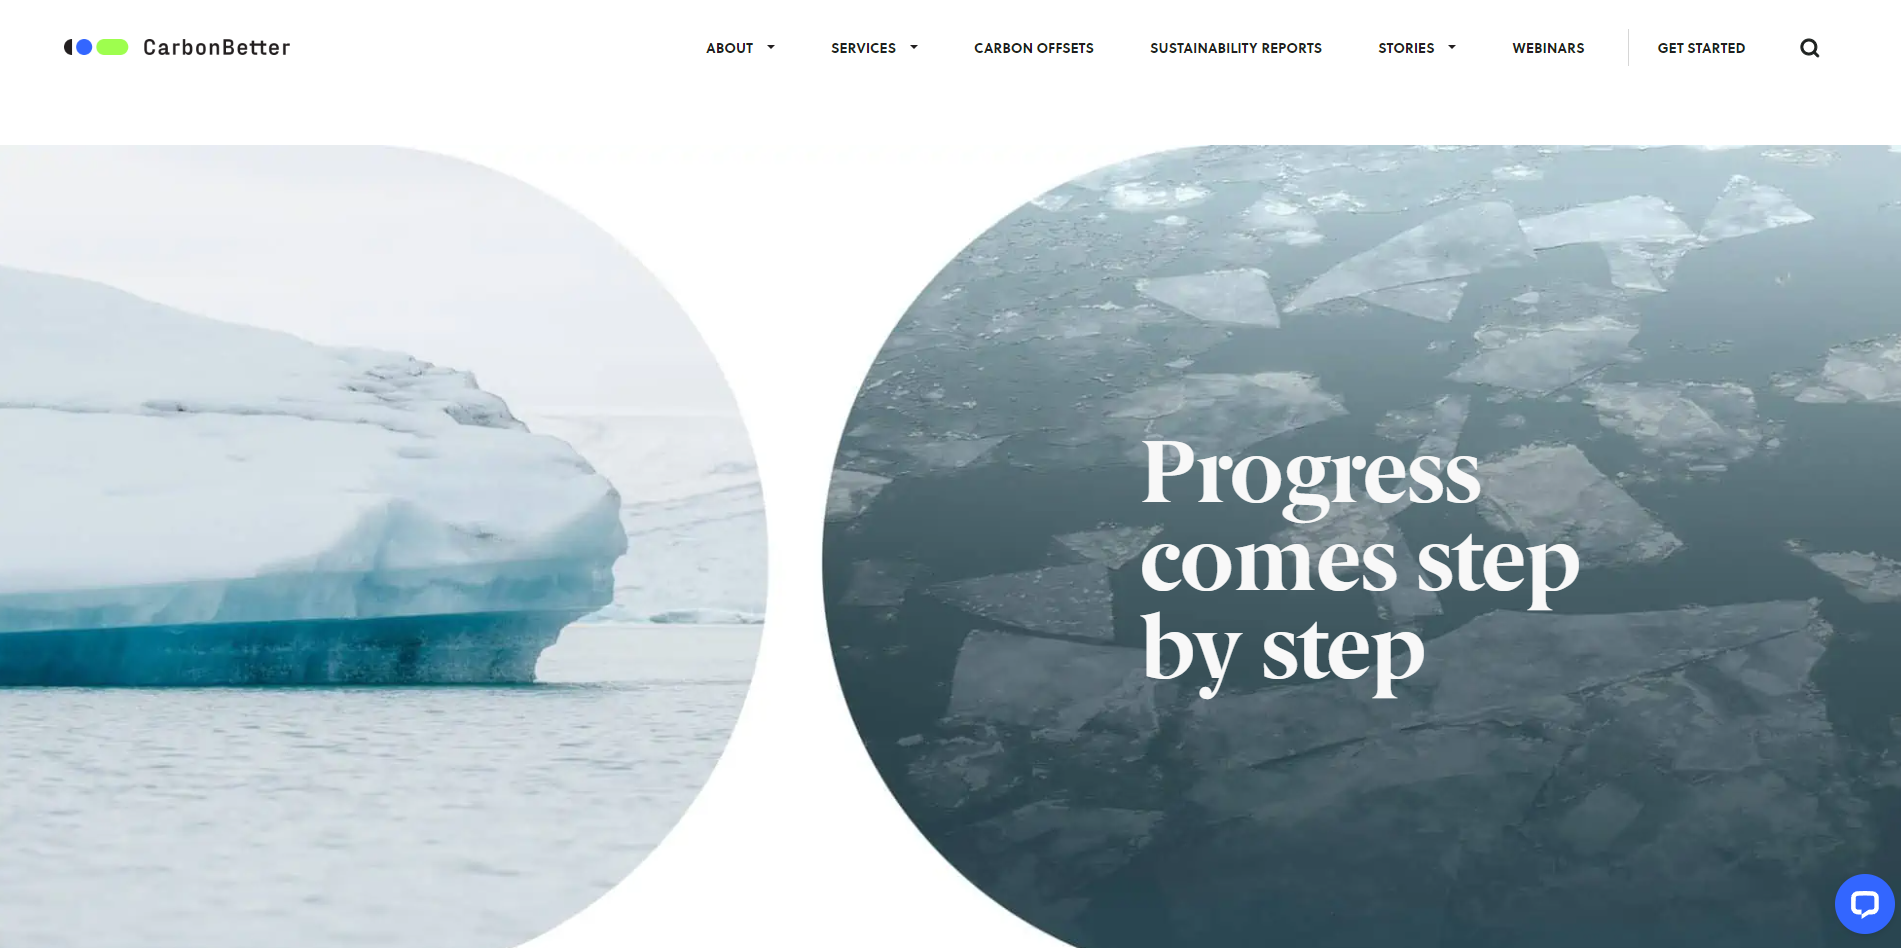 CarbonBetter
ABOUT
SERVICES
CARBON OFFSETS
SUSTAINABILITY REPORTS
STORIES
WEBINARS
GET STARTED
Progress
comes step
by step